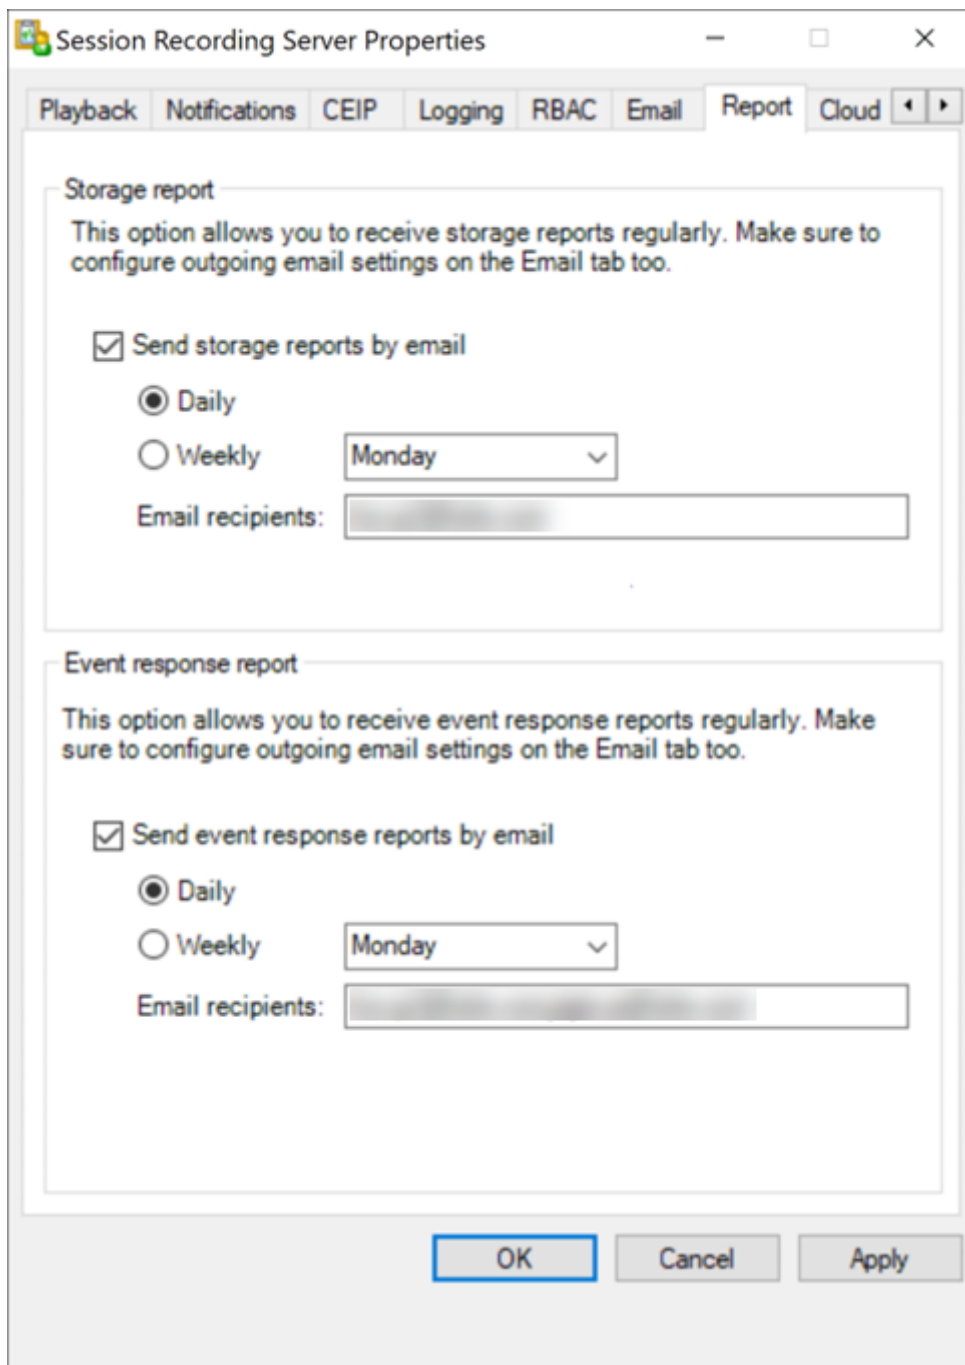 Session Recording Server Properties
Playback Notifications CEIP Logging RBAC Email Report Cloud
Storage report
This option allows you to receive storage reports regularly. Make sure to
configure outgoing email settings on the Email tab too.
Send storage reports by email
Daily
Weekly Monday
Email recipients:
Event response report
This option allows you to receive event response reports regularly. Make
sure to configure outgoing email settings on the Email tab too.
Send event response reports by email
Daily
Weekly Monday
Email recipients:
OK Cancel Apply